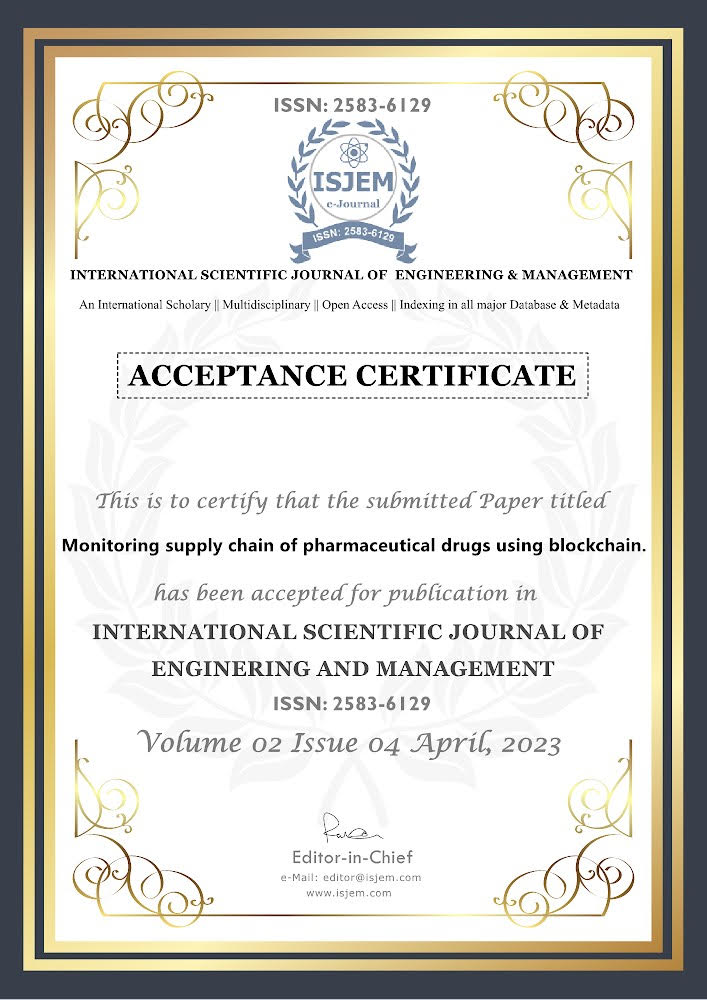 ISSN: 2583-6129
ISJEM
e-Journal
ISSN: 2583-6129
INTERNATIONAL SCIENTIFIC JOURNAL OF ENGINEERING & MANAGEMENT
An International Scholary || Multidisciplinary || Open Access || Indexing in all major Database & Metadata
ACCEPTANCE CERTIFICATE
This is to certify that the submitted Paper titled
Monitoring supply chain of pharmaceutical drugs using blockchain.
has been accepted for publication in
INTERNATIONAL SCIENTIFIC JOURNAL OF
ENGINERING AND MANAGEMENT
ISSN: 2583-6129
Volume 02 Issue 04 April, 2023
Editor-in-Chief
e-Mail: editor@isjem.com
www.isjem.com